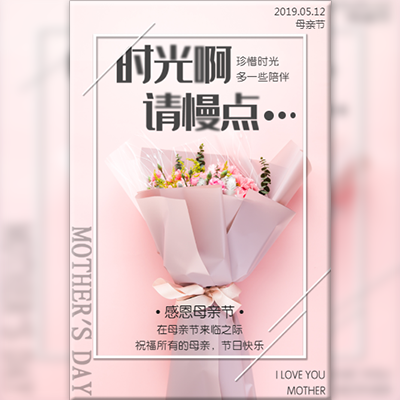 2019.05.12
母亲节
时光啊
请慢点...
珍惜时光
多一些陪伴
MOTHER'S DAY
•感恩母亲节•
在母亲节来临之际
祝福所有的母亲，节日快乐
I LOVE YOU
MOTHER